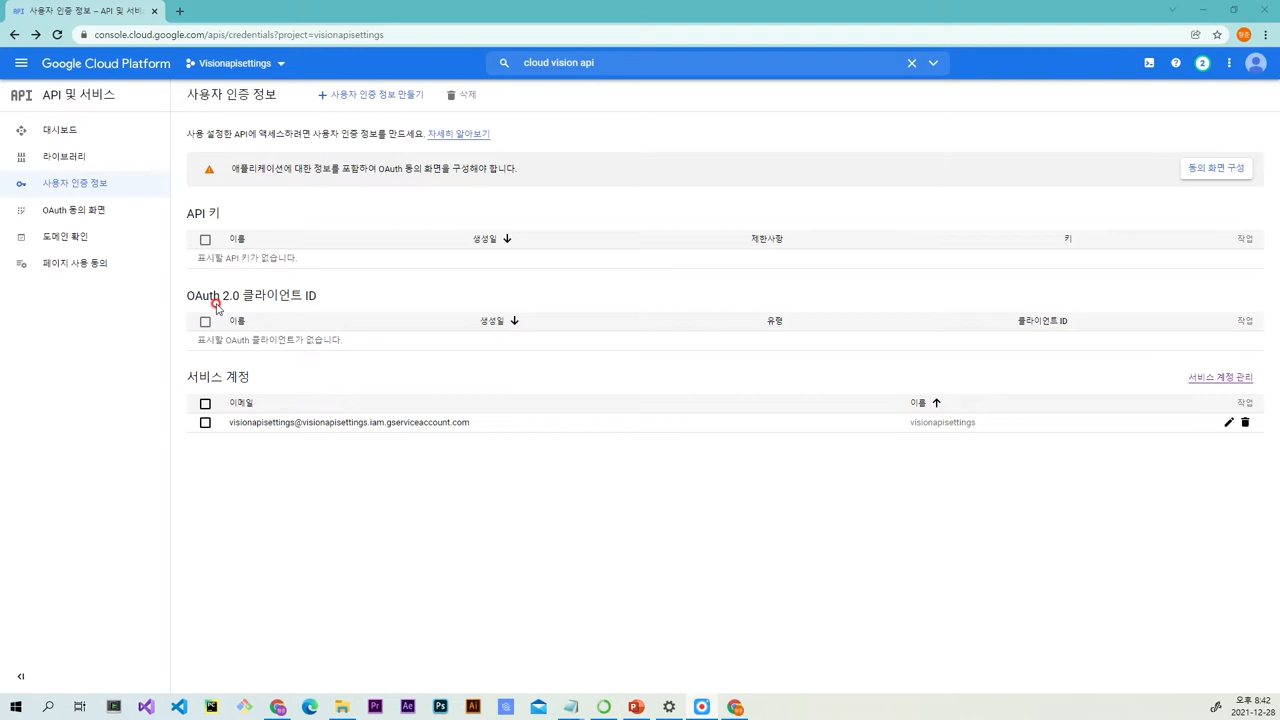 API 사용자 인증 정보 – API 및 서비
console.cloud.google.com/apis/credentials?project=visionapisettings
Google Cloud Platform
Visionapisettings
cloud vision api
2
API API 및 서비스
사용자 인증 정보
사용자 인증 정보 만들기
삭제
대시보드
라이브러리
사용자 인증 정보
OAuth 동의 화면
도메인 확인
페이지 사용 동의
사용 설정한 API에 액세스하려면 사용자 인증 정보를 만드세요. 자세히 알아보기
애플리케이션에 대한 정보를 포함하여 OAuth 동의 화면을 구성해야 합니다.
동의 화면 구성
API 키
이름 생성일 제한사항 키 작업
표시할 API 키가 없습니다.
OAuth 2.0 클라이언트 ID
이름 생성일 유형 클라이언트 ID 작업
표시할 OAuth 클라이언트가 없습니다.
서비스 계정
서비스 계정 관리
이메일 이름 작업
visionapisettings@visionapisettings.iam.gserviceaccount.com visionapisettings
Pr Ae Ps Ai
오후 8:42
2021-12-28